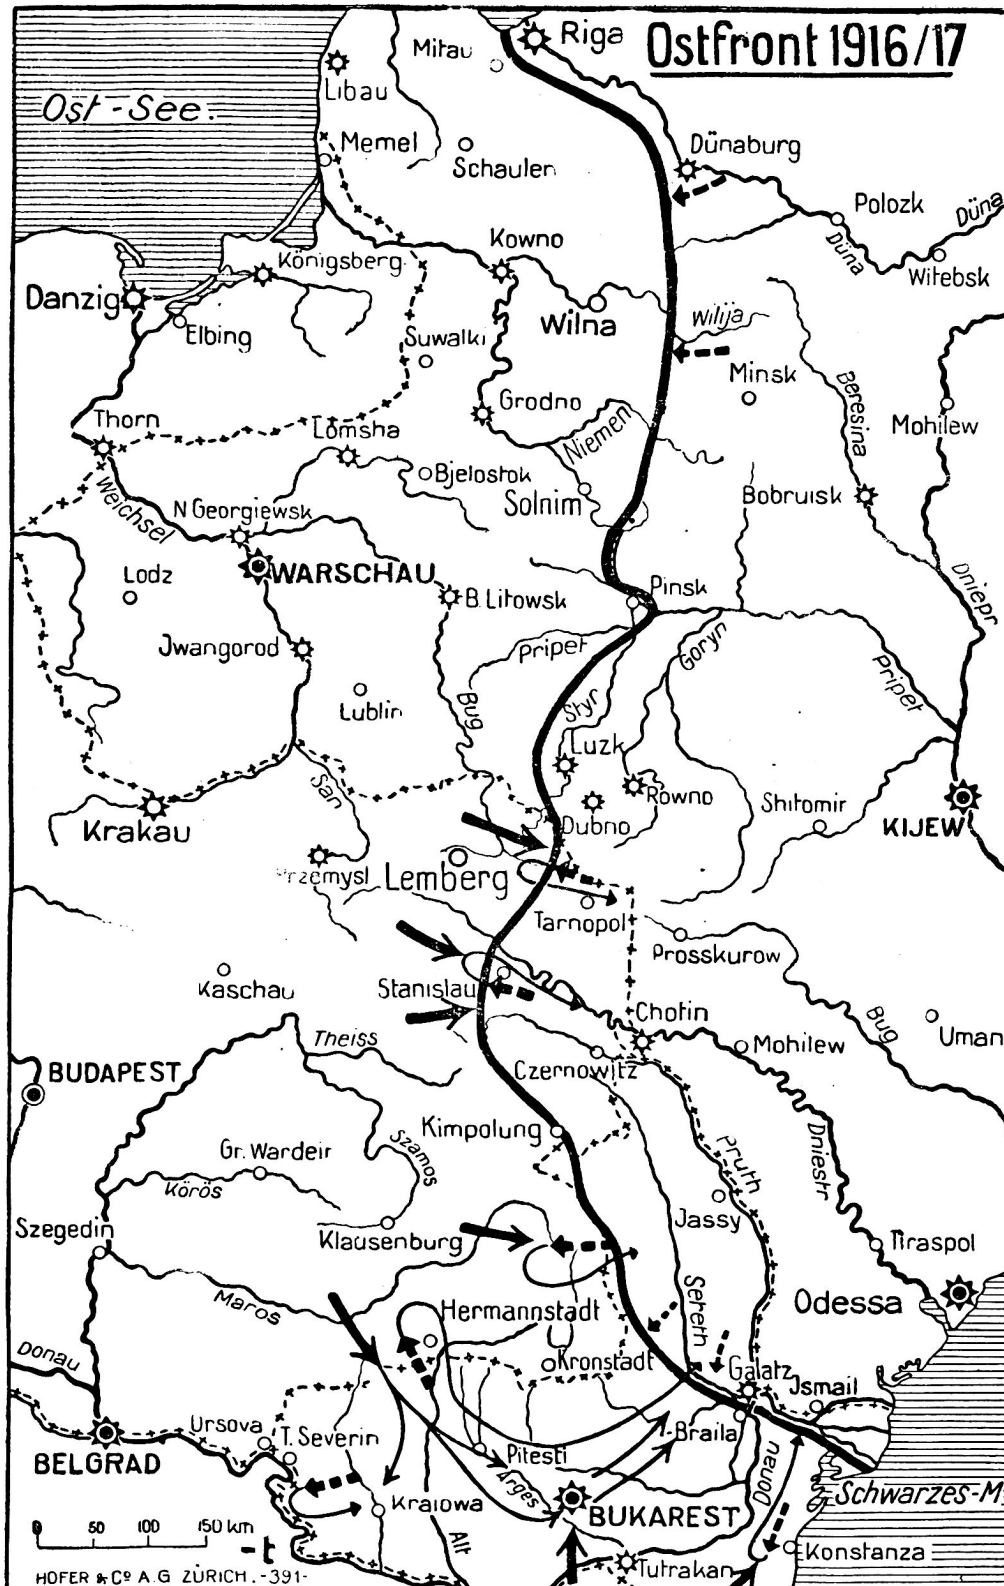 Ostfront 1916/17
Riga
Mitau
Libau
Ost-See.
Memel
Schaulen
Dünaburg
Polozk
Düna
Düna
Witebsk
Kowno
Königsberg
Danzig
Elbing
Wilna
Wilija
Suwalki
Minsk
Beresina
Mohilew
Thorn
Grodno
Lomsha
Niemen
Bjelostok
Solnim
Bobruisk
Weichsel
N Georgiewsk
WARSCHAU
Lodz
B. Litowsk
Pinsk
Dniepr
Jwangorod
Pripet
Goryn
Pripet
Lublin
Bug
Styr
Luzk
San
Rowno
Shitomir
Krakau
Dubno
KIJEW
Lemberg
Tarnopol
Prosskurow
Kaschau
Stanislau
Chotin
Bug
Uman
Theiss
Mohilew
BUDAPEST
Czernowitz
Kimpolung
Szamos
Dniestr
Gr. Wardeir
Pruth
Körös
Jassy
Szegedin
Klausenburg
Tiraspol
Maros
Sereth
Odessa
Hermannstadt
Donau
Kronstadt
Galatz
Jsmail
Ursova
T. Severin
Braila
BELGRAD
Pitesti
Arges
Donau
Schwarzes-M
Kraiowa
BUKAREST
Alt
0 50 100 150 km
-t
Tutrakan
Konstanza
HOFER & Co A.G ZÜRICH.-391-